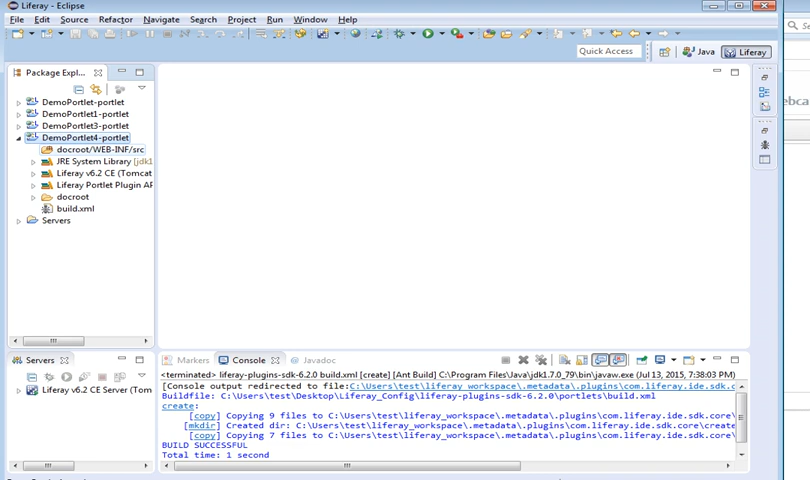 Liferay - Eclipse
File Edit Source Refactor Navigate Search Project Run Window Help
Quick Access
Java
Liferay
Package Expl...
DemoPortlet-portlet
DemoPortlet1-portlet
DemoPortlet3-portlet
DemoPortlet4-portlet
docroot/WEB-INF/src
JRE System Library [jdk1
Liferay v6.2 CE (Tomcat
Liferay Portlet Plugin AP
docroot
build.xml
Servers
Servers
Liferay v6.2 CE Server (Tom
Markers Console Javadoc
<terminated> liferay-plugins-sdk-6.2.0 build.xml [create] [Ant Build] C:\Program Files\Java\jdk1.7.0_79\bin\javaw.exe (Jul 13, 2015, 7:38:03 PM)
[Console output redirected to file:C:\Users\test\liferay_workspace\.metadata\.plugins\com.liferay.ide.sdk.c
Buildfile: C:\Users\test\Desktop\Liferay_Config\liferay-plugins-sdk-6.2.0\portlets\build.xml
create:
[copy] Copying 9 files to C:\Users\test\liferay_workspace\.metadata\.plugins\com.liferay.ide.sdk.core\
[mkdir] Created dir: C:\Users\test\liferay_workspace\.metadata\.plugins\com.liferay.ide.sdk.core\create
[copy] Copying 7 files to C:\Users\test\liferay_workspace\.metadata\.plugins\com.liferay.ide.sdk.core\
BUILD SUCCESSFUL
Total time: 1 second